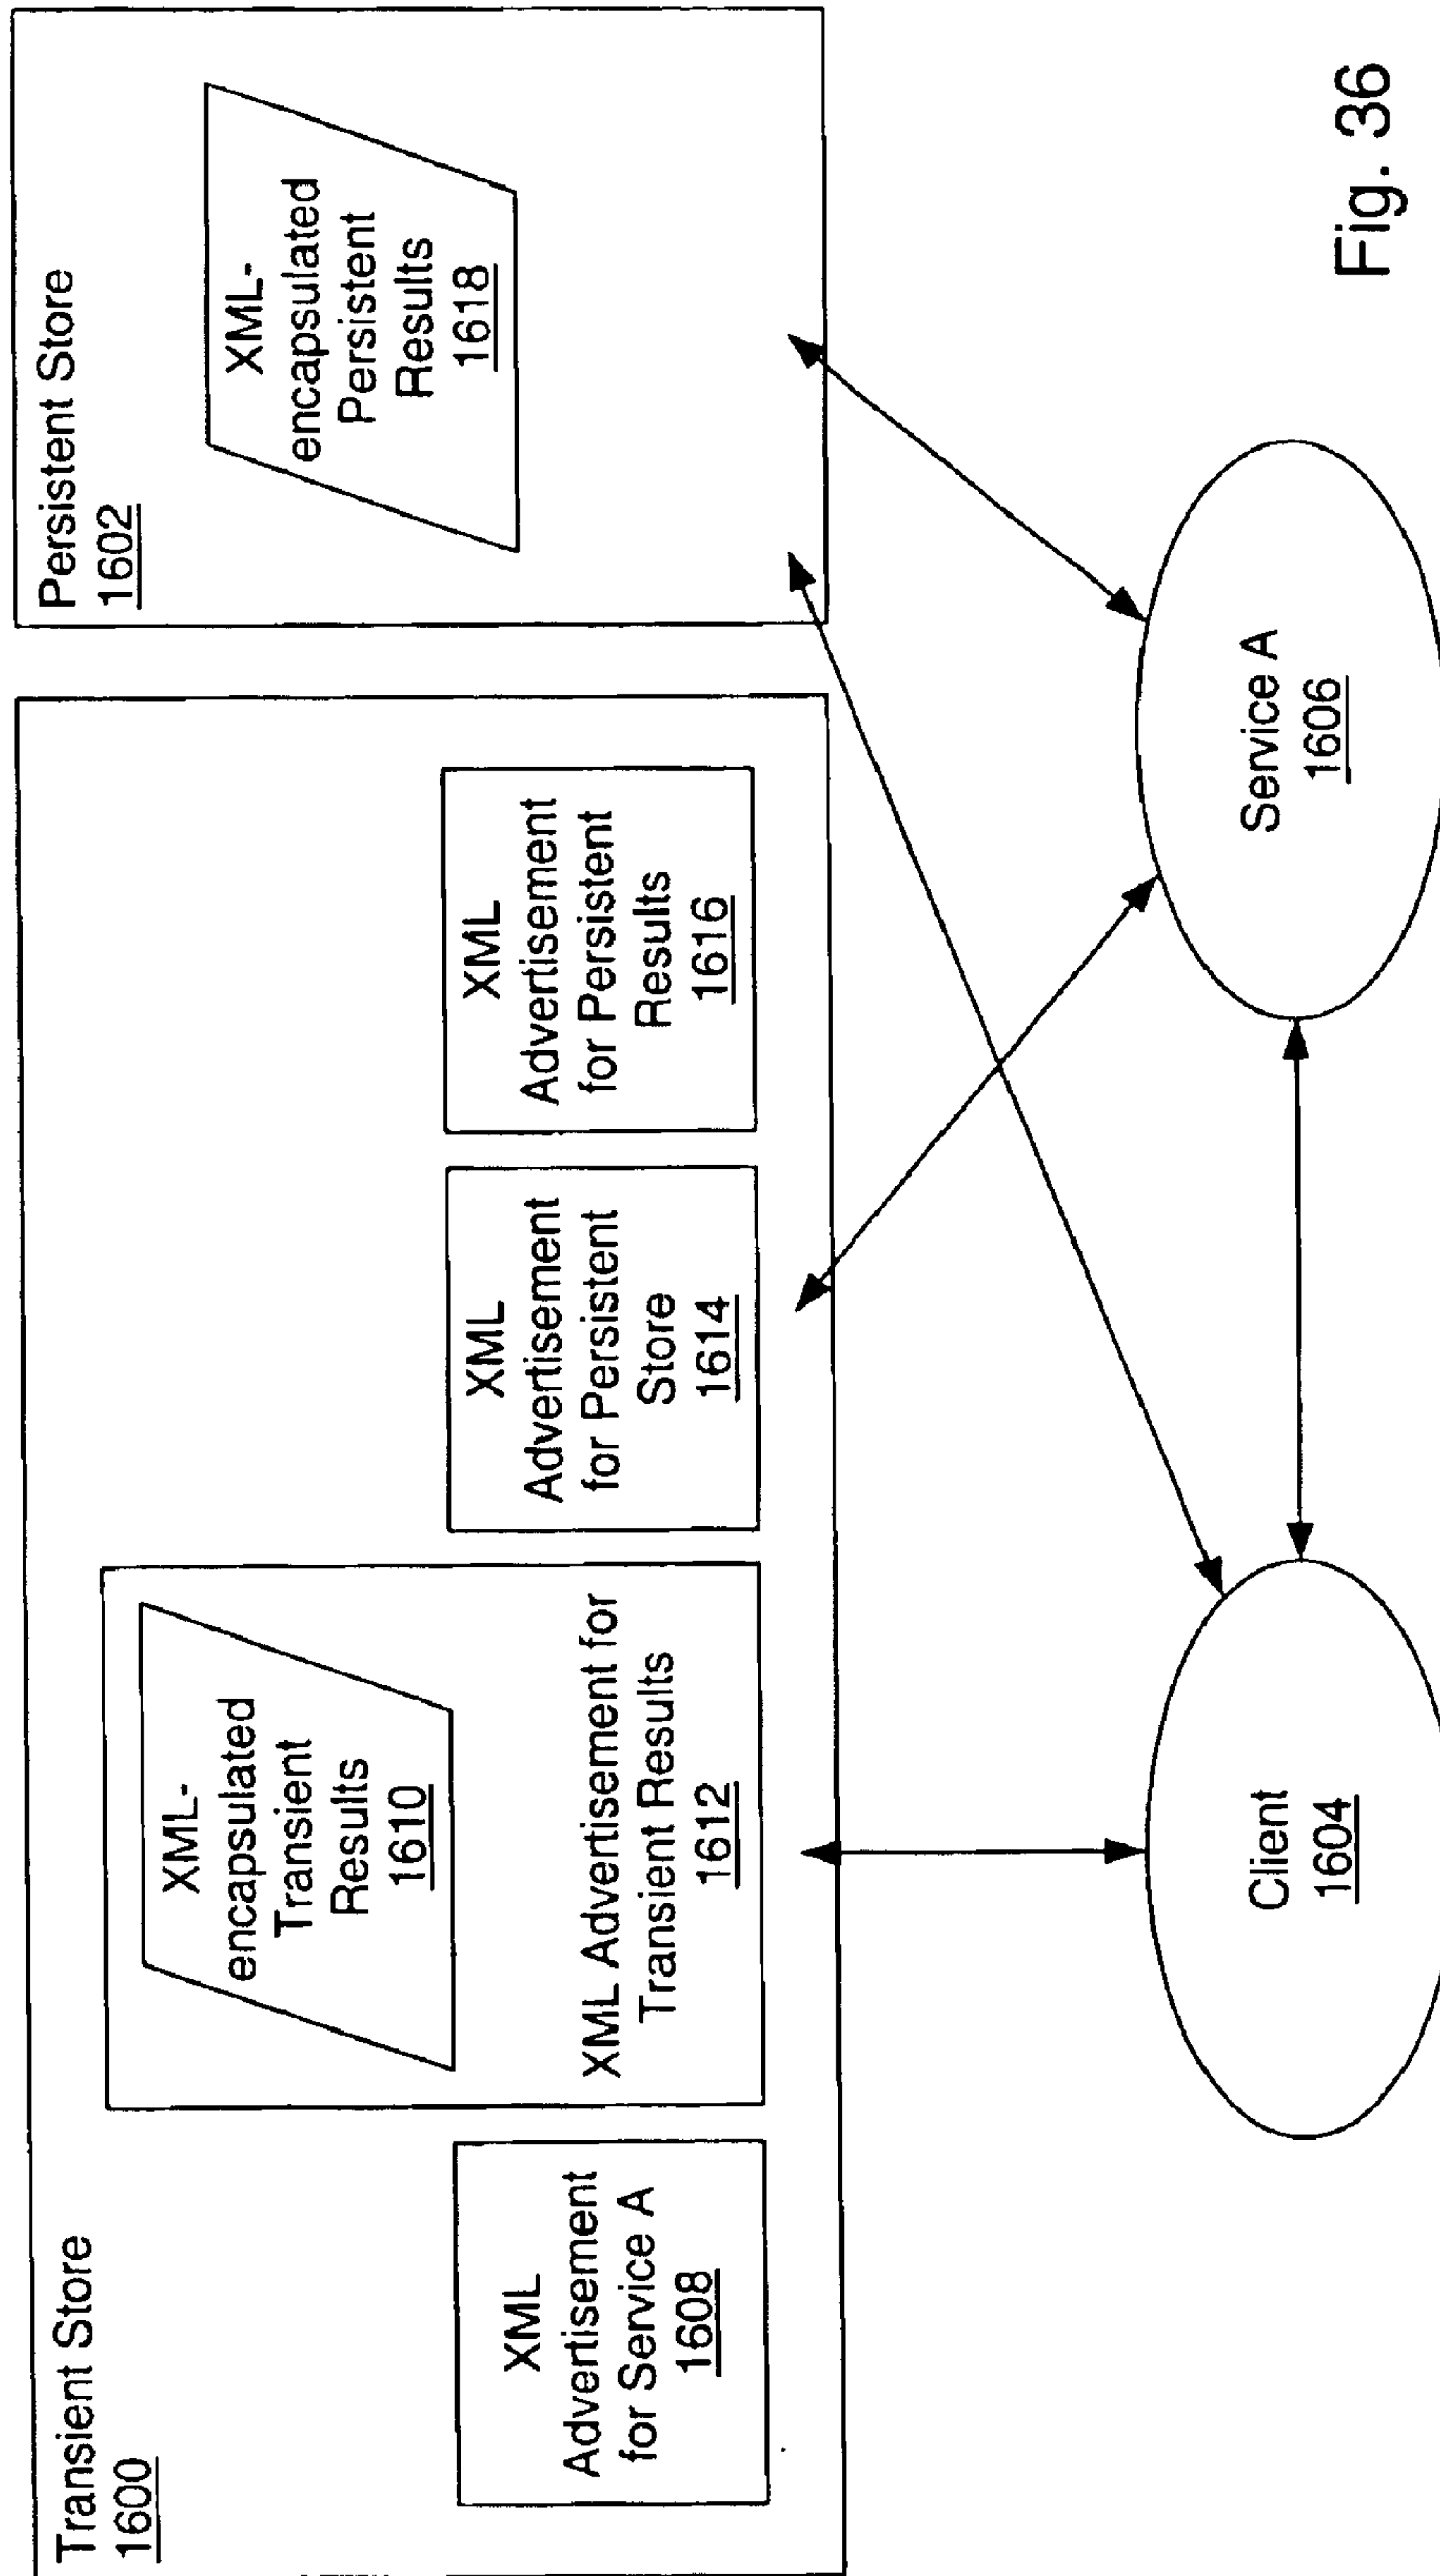 Transient Store
1600
XML
Advertisement
for Service A
1608
XML-
encapsulated
Transient
Results
1610
XML Advertisement for
Transient Results
1612
XML
Advertisement
for Persistent
Store
1614
XML
Advertisement
for Persistent
Results
1616
Persistent Store
1602
XML-
encapsulated
Persistent
Results
1618
Client
1604
Service A
1606
Fig. 36